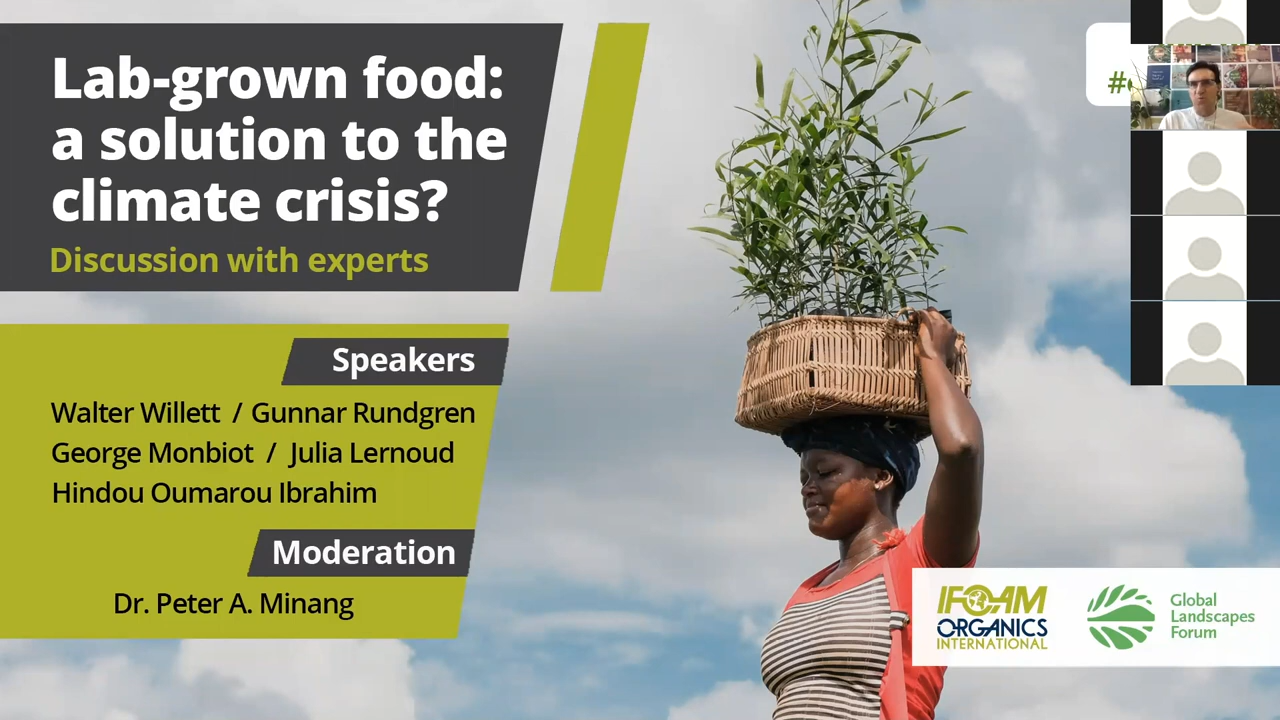 Lab-grown food:
a solution to the
climate crisis?
Discussion with experts
Speakers
Walter Willett / Gunnar Rundgren
George Monbiot / Julia Lernoud
Hindou Oumarou Ibrahim
Moderation
Dr. Peter A. Minang
IFOAM
ORGANICS
INTERNATIONAL
Global
Landscapes
Forum